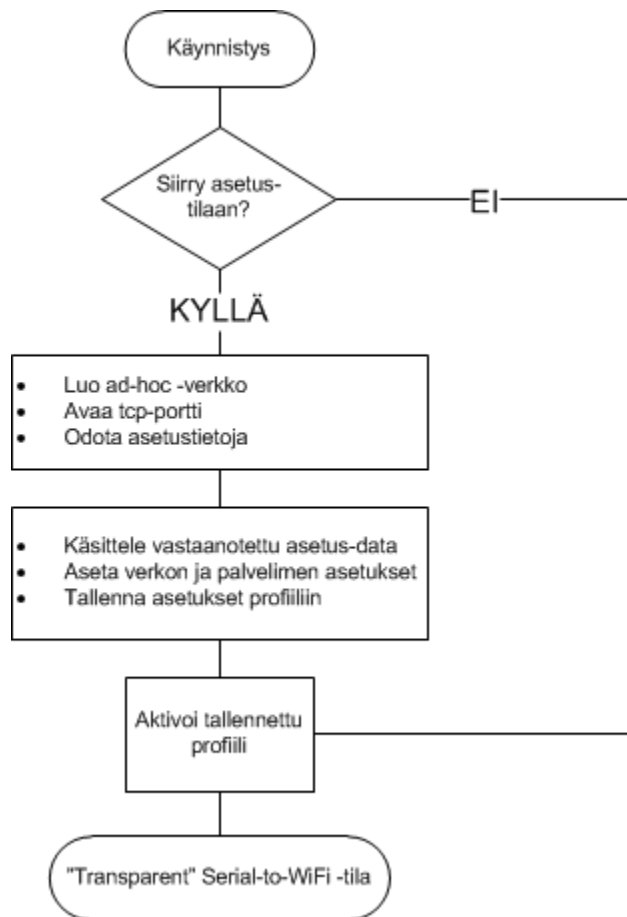 Käynnistys
Siirry asetus-
tilaan?
EI
KYLLÄ
• Luo ad-hoc -verkko
• Avaa tcp-portti
• Odota asetustietoja
• Käsittele vastaanotettu asetus-data
• Aseta verkon ja palvelimen asetukset
• Tallenna asetukset profiiliin
Aktivoi tallennettu
profiili
"Transparent" Serial-to-WiFi -tila